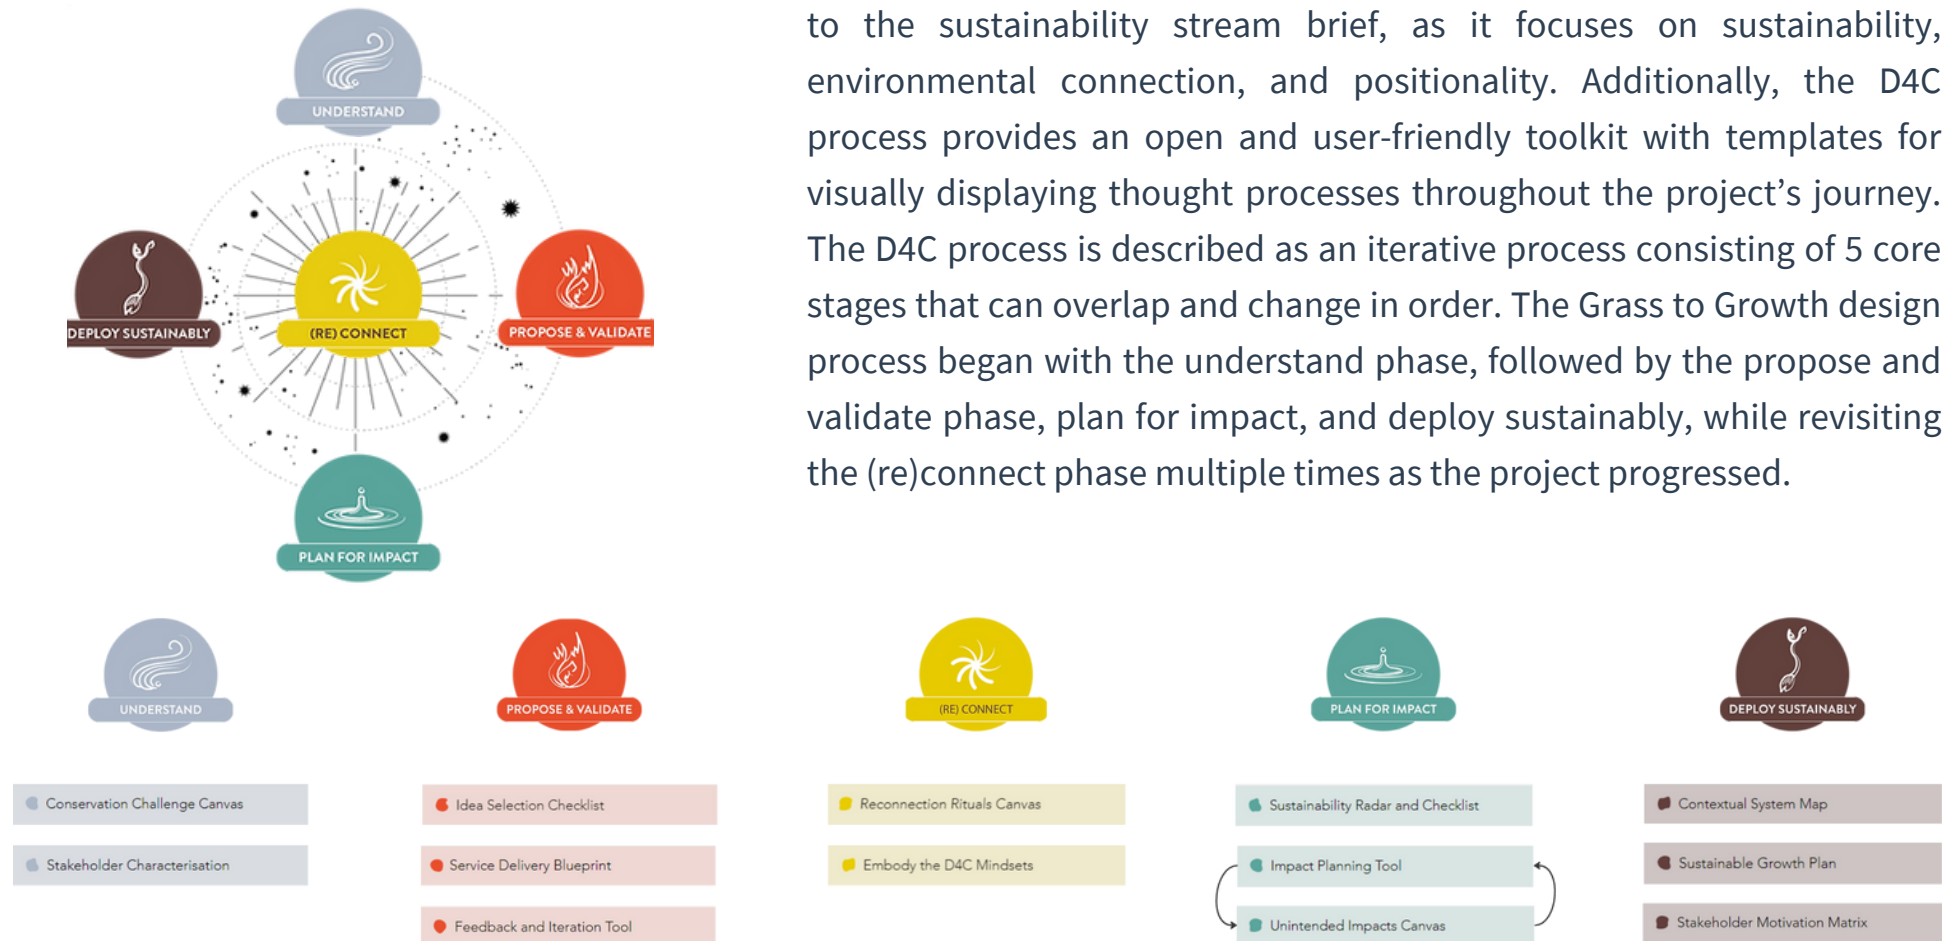 UNDERSTAND
DEPLOY SUSTAINABLY
(RE) CONNECT
PROPOSE & VALIDATE
PLAN FOR IMPACT
to the sustainability stream brief, as it focuses on sustainability,
environmental connection, and positionality. Additionally, the D4C
process provides an open and user-friendly toolkit with templates for
visually displaying thought processes throughout the project’s journey.
The D4C process is described as an iterative process consisting of 5 core
stages that can overlap and change in order. The Grass to Growth design
process began with the understand phase, followed by the propose and
validate phase, plan for impact, and deploy sustainably, while revisiting
the (re)connect phase multiple times as the project progressed.
UNDERSTAND
Conservation Challenge Canvas
Stakeholder Characterisation
PROPOSE & VALIDATE
Idea Selection Checklist
Service Delivery Blueprint
Feedback and Iteration Tool
(RE) CONNECT
Reconnection Rituals Canvas
Embody the D4C Mindsets
PLAN FOR IMPACT
Sustainability Radar and Checklist
Impact Planning Tool
Unintended Impacts Canvas
DEPLOY SUSTAINABLY
Contextual System Map
Sustainable Growth Plan
Stakeholder Motivation Matrix